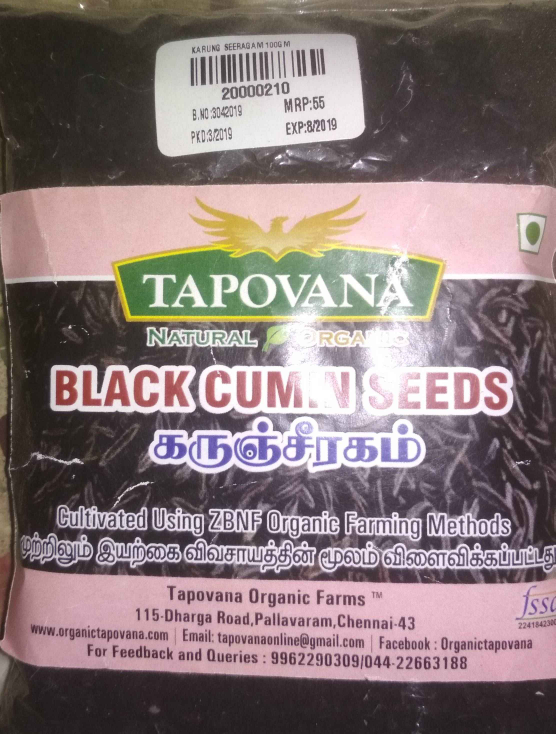 KARUNG SEERAGAM 100GM
20000210
B.NO:3042019 MRP:55
PKD:3/2019 EXP:8/2019
TAPOVANA
NATURAL ORGANIC
BLACK CUMIN SEEDS
கருஞ்சீரகம்
Cultivated Using ZBNF Organic Farming Methods
முற்றிலும் இயற்கை விவசாயத்தின் மூலம் விளைவிக்கப்பட்டது
Tapovana Organic Farms ™
115-Dharga Road,Pallavaram,Chennai-43
www.organictapovana.com | Email: tapovanaonline@gmail.com | Facebook : Organictapovana
For Feedback and Queries : 9962290309/044-22663188
fssa